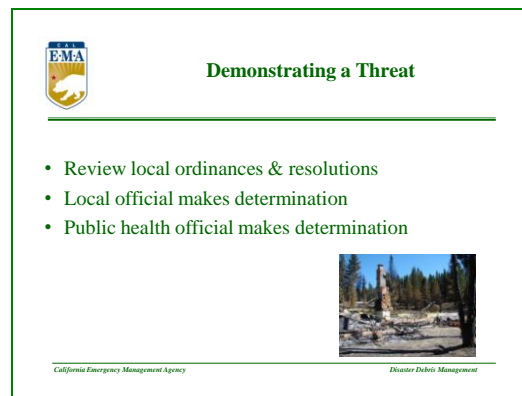 CAL
E·M·A
Demonstrating a Threat
• Review local ordinances & resolutions
• Local official makes determination
• Public health official makes determination
California Emergency Management Agency
Disaster Debris Management